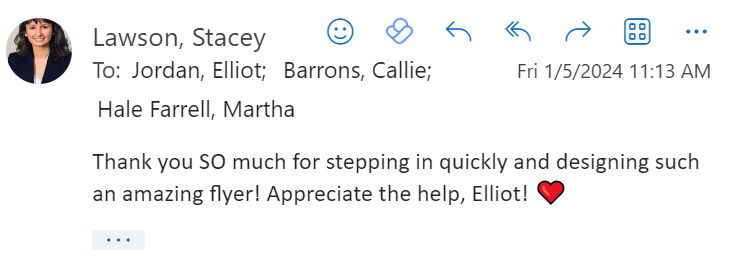 Lawson, Stacey
To: Jordan, Elliot; Barrons, Callie;
Fri 1/5/2024 11:13 AM
Hale Farrell, Martha
Thank you SO much for stepping in quickly and designing such
an amazing flyer! Appreciate the help, Elliot! ❤️